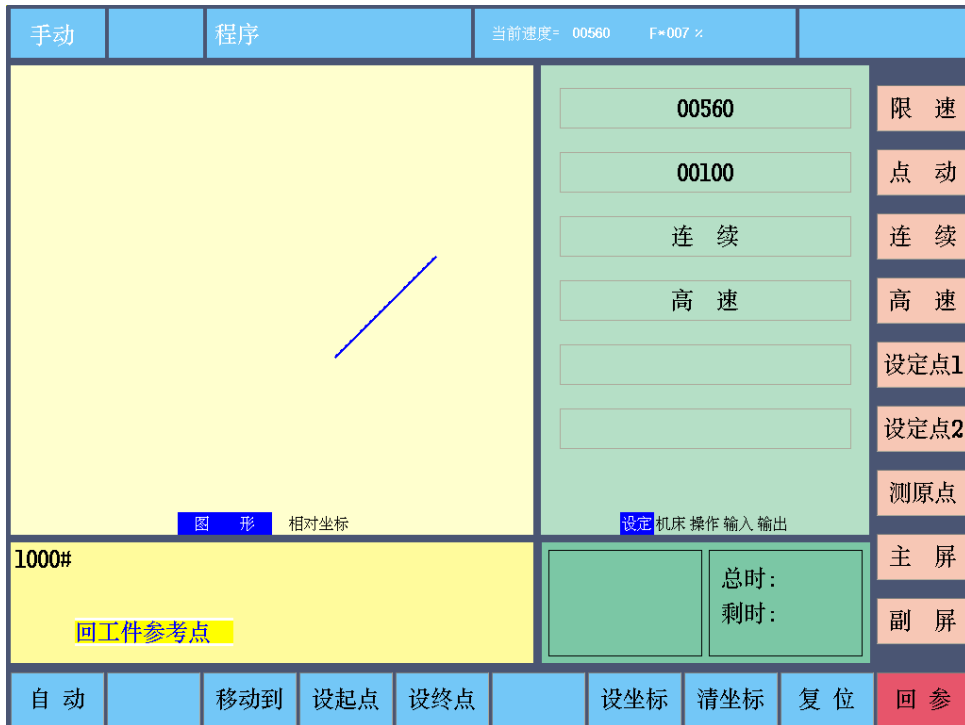 手动 程序 当前速度= 00560 F*007 %
00560
限 速
00100
点 动
连 续
连 续
高 速
高 速
设定点1
设定点2
测原点
图 形 相对坐标
设定 机床 操作 输入 输出
1000#
回工件参考点
总时:
剩时:
主 屏
副 屏
自 动 移动到 设起点 设终点 设坐标 清坐标 复 位 回 参